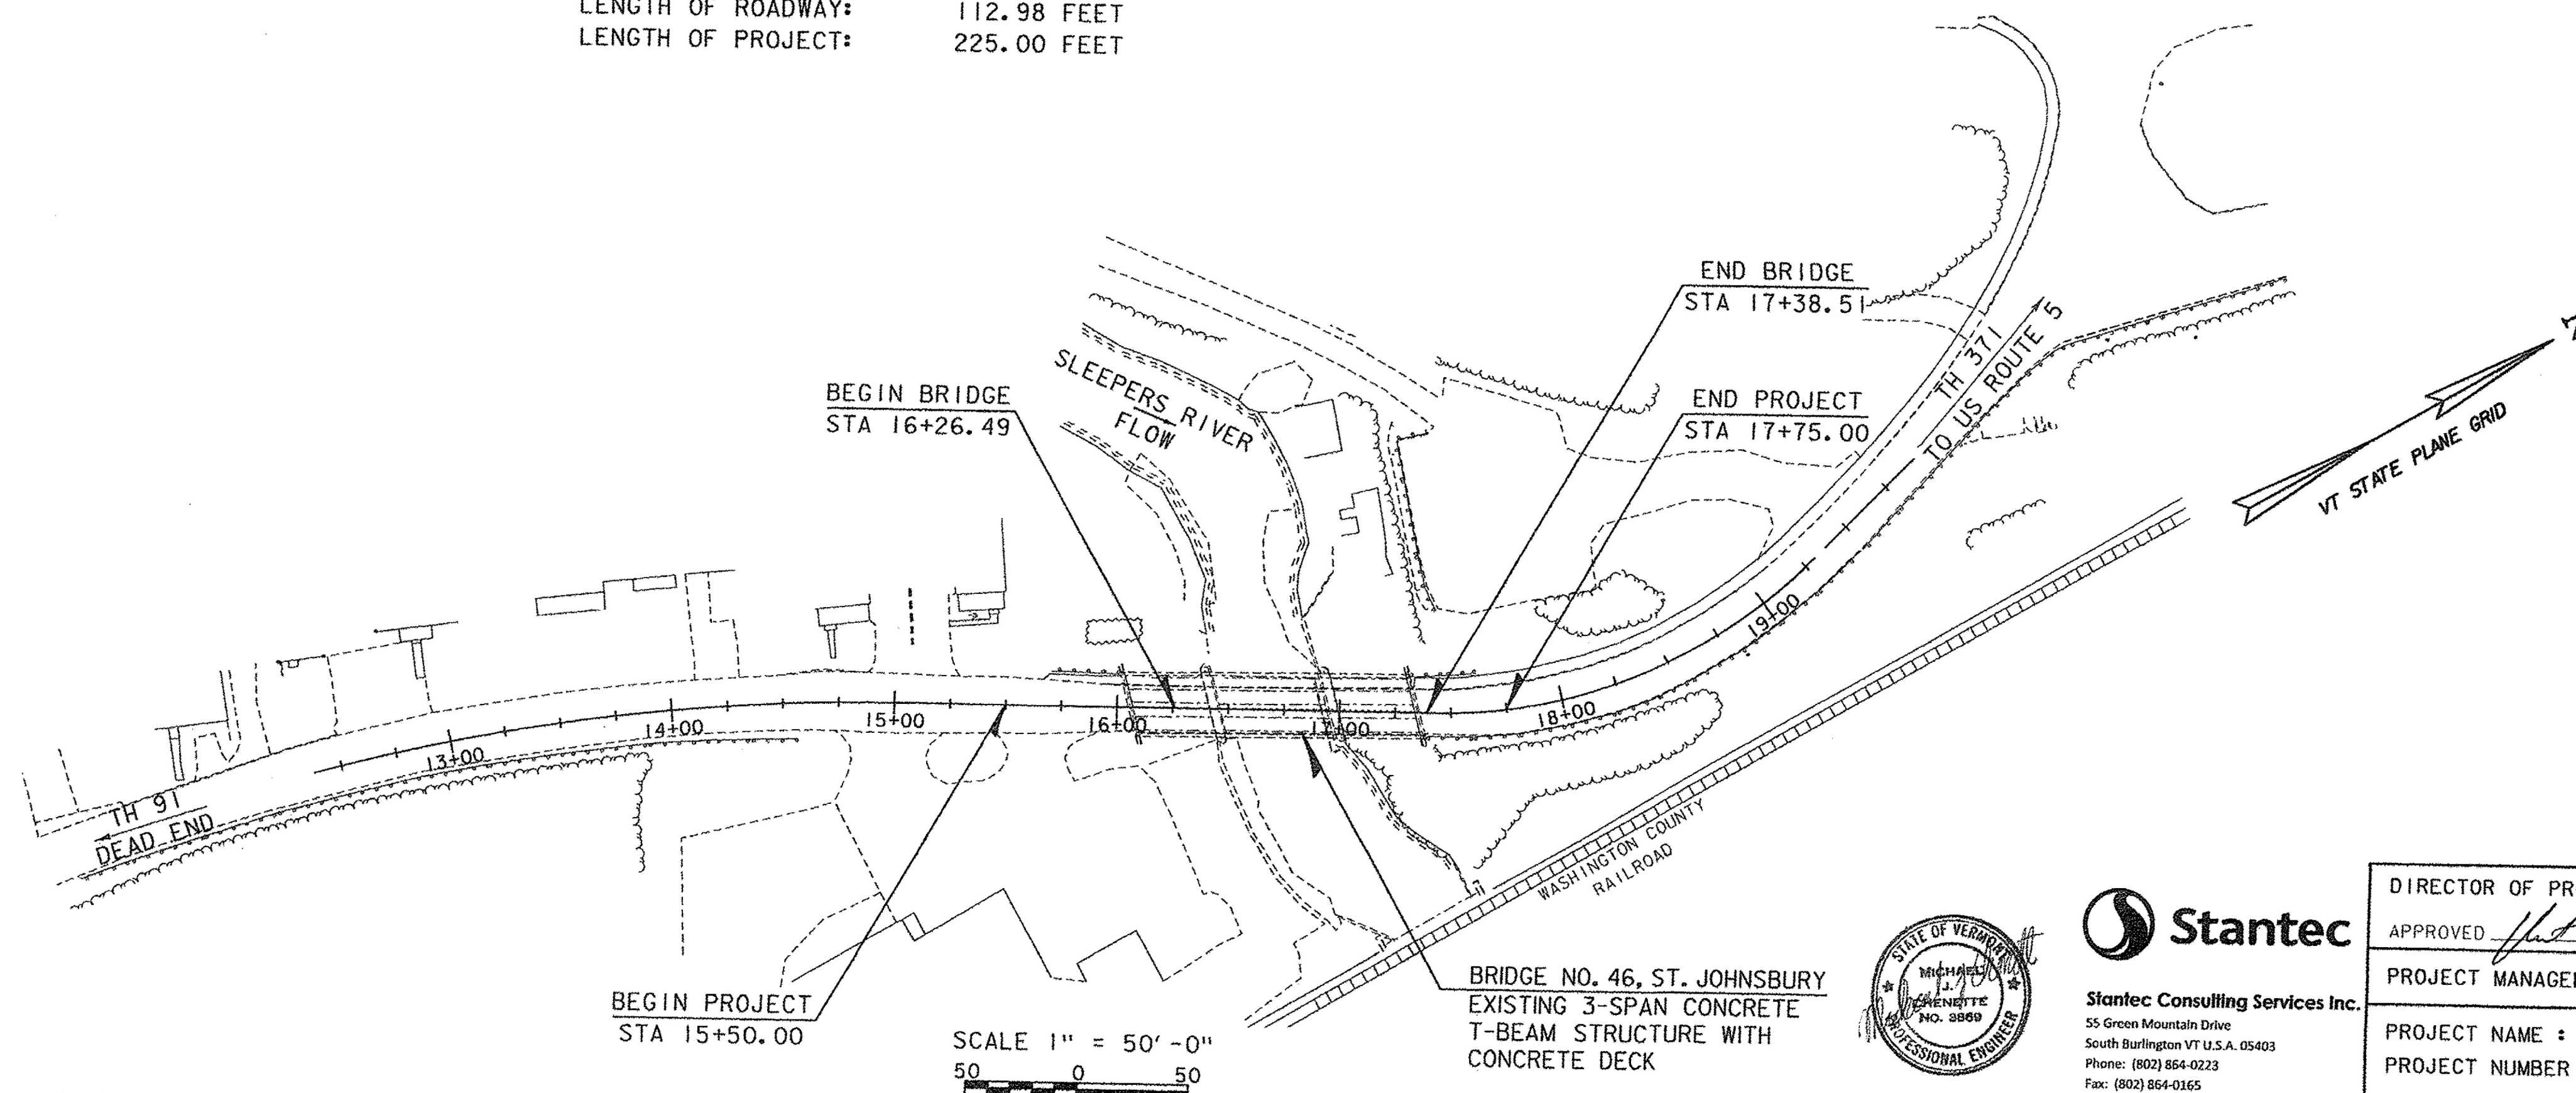 LENGTH OF ROADWAY: 112.98 FEET
LENGTH OF PROJECT: 225.00 FEET
END BRIDGE
STA 17+38.51
BEGIN BRIDGE
STA 16+26.49
SLEEPERS RIVER
FLOW
END PROJECT
STA 17+75.00
TH 371
TO US ROUTE 5
VT STATE PLANE GRID
13+00
14+00
15+00
16+00
17+00
18+00
19+00
TH 91
DEAD END
WASHINGTON COUNTY
RAILROAD
BEGIN PROJECT
STA 15+50.00
SCALE 1" = 50'-0"
50 0 50
BRIDGE NO. 46, ST. JOHNSBURY
EXISTING 3-SPAN CONCRETE
T-BEAM STRUCTURE WITH
CONCRETE DECK
STATE OF VERMONT
MICHAEL
J.
CHENETTE
NO. 8869
PROFESSIONAL ENGINEER
Stantec
Stantec Consulting Services Inc.
55 Green Mountain Drive
South Burlington VT U.S.A. 05403
Phone: (802) 864-0223
Fax: (802) 864-0165
DIRECTOR OF PR
APPROVED
PROJECT MANAGE
PROJECT NAME :
PROJECT NUMBER